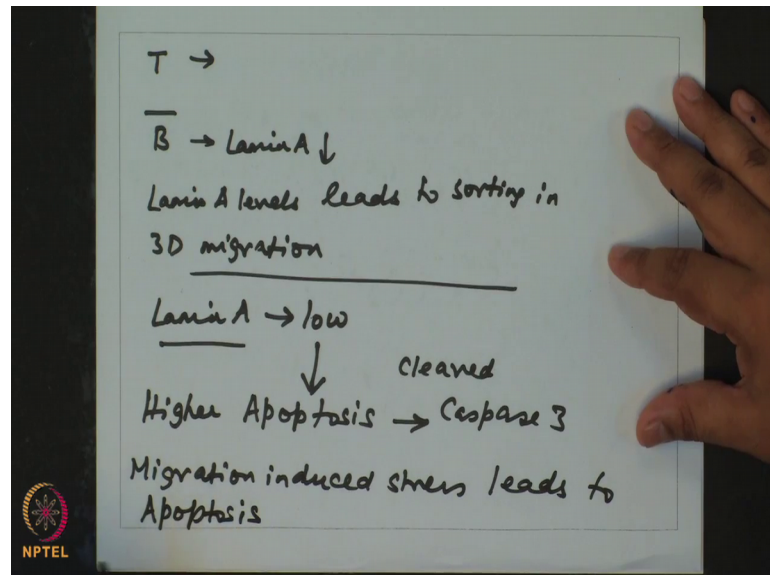 T →
B → Lamin A ↓
Lamin A levels leads to sorting in
3D migration
Lamin A → low
↓
cleaved
Higher Apoptosis → Caspase 3
Migration induced stress leads to
Apoptosis
NPTEL